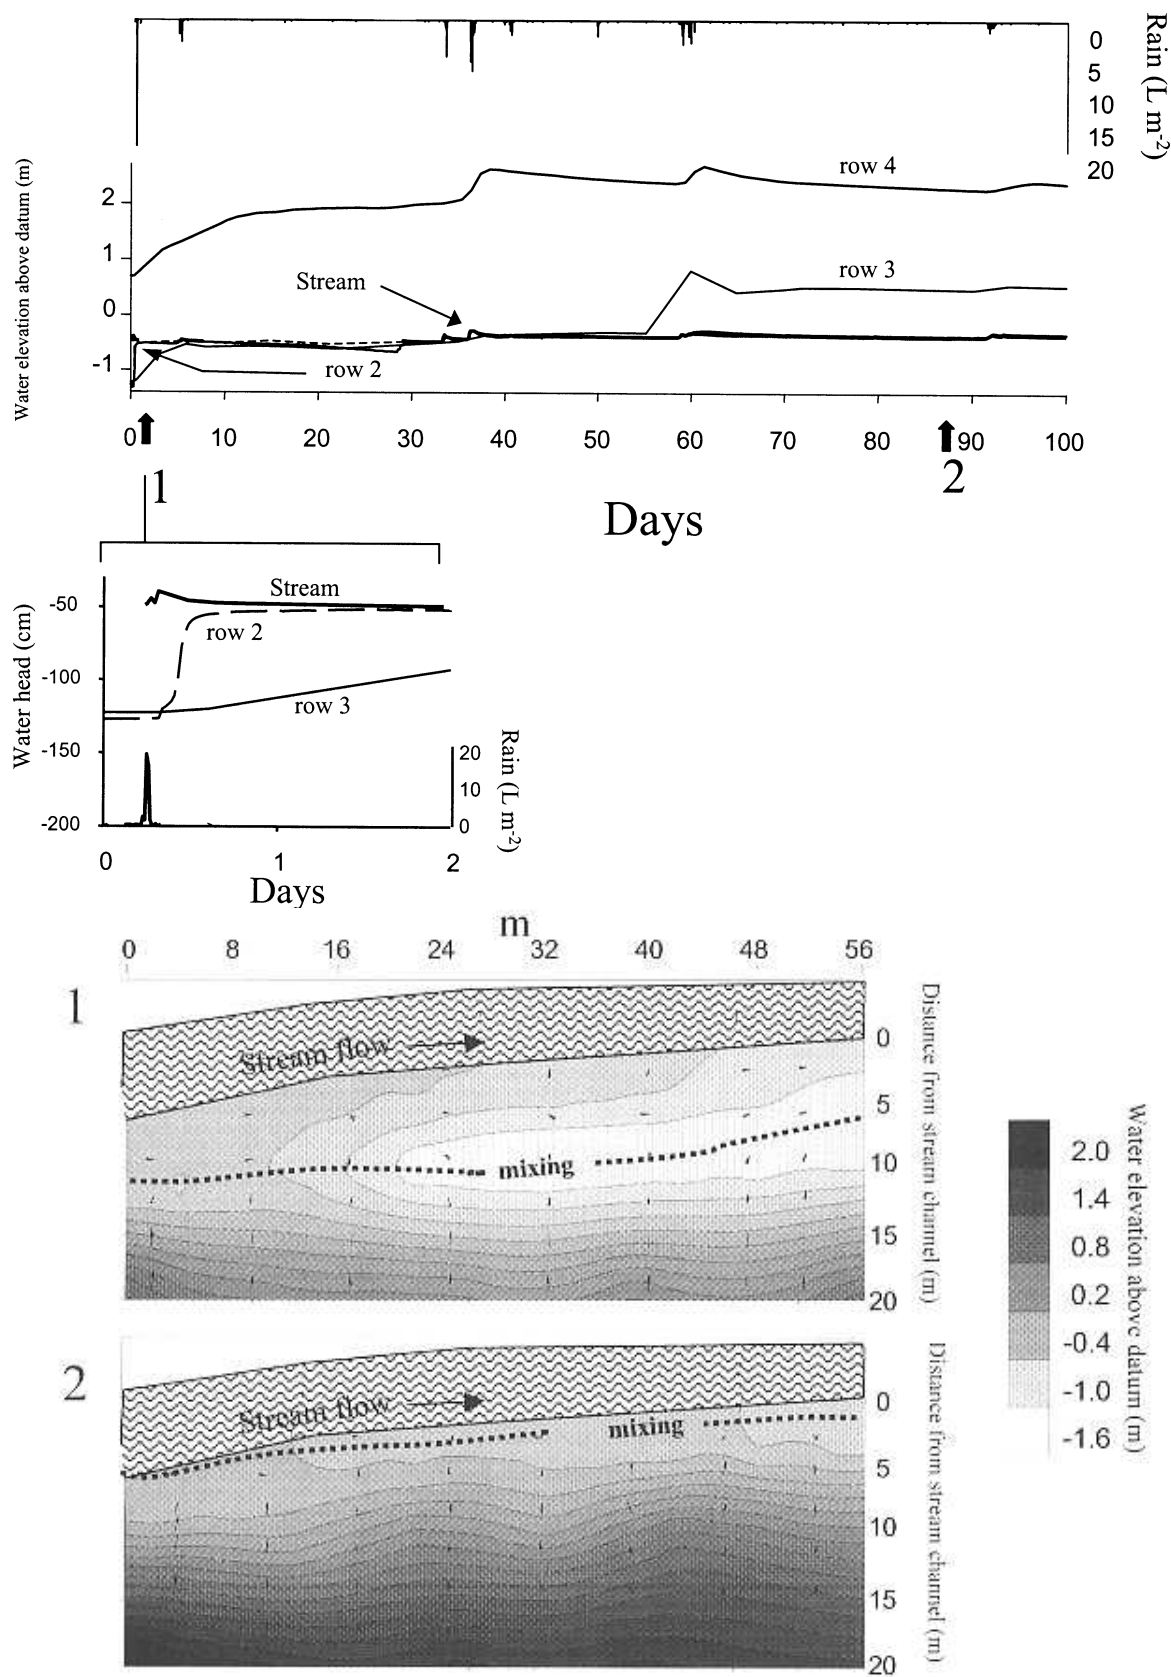 0
5
10
15
20
Rain (L m-2)
Water elevation above datum (m)
2
1
0
-1
row 4
row 3
Stream
row 2
0 10 20 30 40 50 60 70 80 90 100
1
2
Days
Water head (cm)
-50
-100
-150
-200
Stream
row 2
row 3
20
10
0
Rain (L m-2)
0 1 2
Days
m
0 8 16 24 32 40 48 56
1
Stream flow
mixing
0
5
10
15
20
Distance from stream channel (m)
2
Stream flow
mixing
0
5
10
15
20
Distance from stream channel (m)
2.0
1.4
0.8
0.2
-0.4
-1.0
-1.6
Water elevation above datum (m)